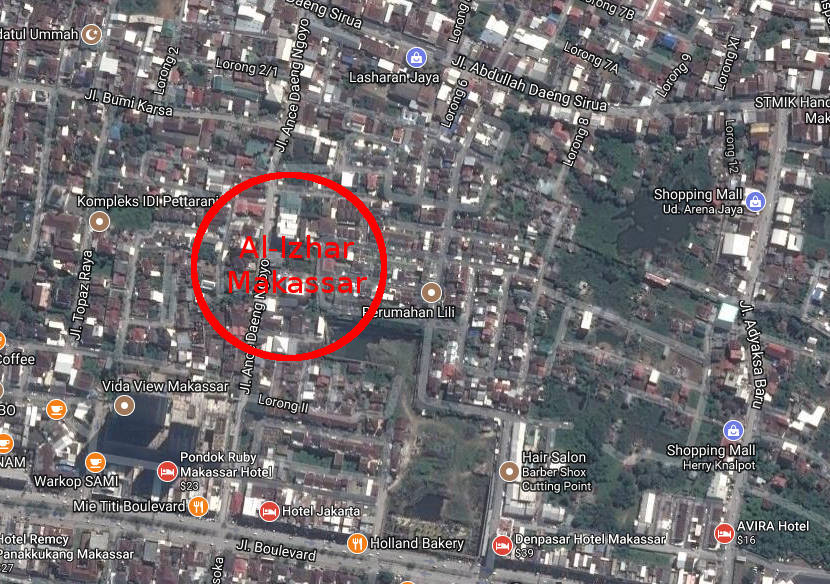 Daeng Sirua
Lorong 7B
datul Ummah
Lorong 2
Jl. Ance Daeng Ngoyo
Lorong 2/1
Lasharan Jaya
Jl. Abdullah Daeng Sirua
Lorong 7A
Lorong 9
Lorong IX
Lorong
Jl. Bumi Karsa
Lorong 6
Lorong 8
STMIK Hand
Mak
Lorong 12
Kompleks IDI Pettarani
Shopping Mall
Ud. Arena Jaya
Al-Izhar
Makassar
Jl. Topaz Raya
Jl. Ance Daeng Ngoyo
Perumahan Lili
Jl. Adyaksa Baru
Coffee
Vida View Makassar
BO
Lorong II
NAM
Warkop SAMI
Pondok Ruby
Makassar Hotel
$23
Hair Salon
Barber Shox
Cutting Point
Shopping Mall
Herry Knalpot
Mie Titi Boulevard
Hotel Jakarta
Hotel Remcy
Panakkukang Makassar
$27
Jl. Boulevard
Holland Bakery
Denpasar Hotel Makassar
$39
AVIRA Hotel
$16